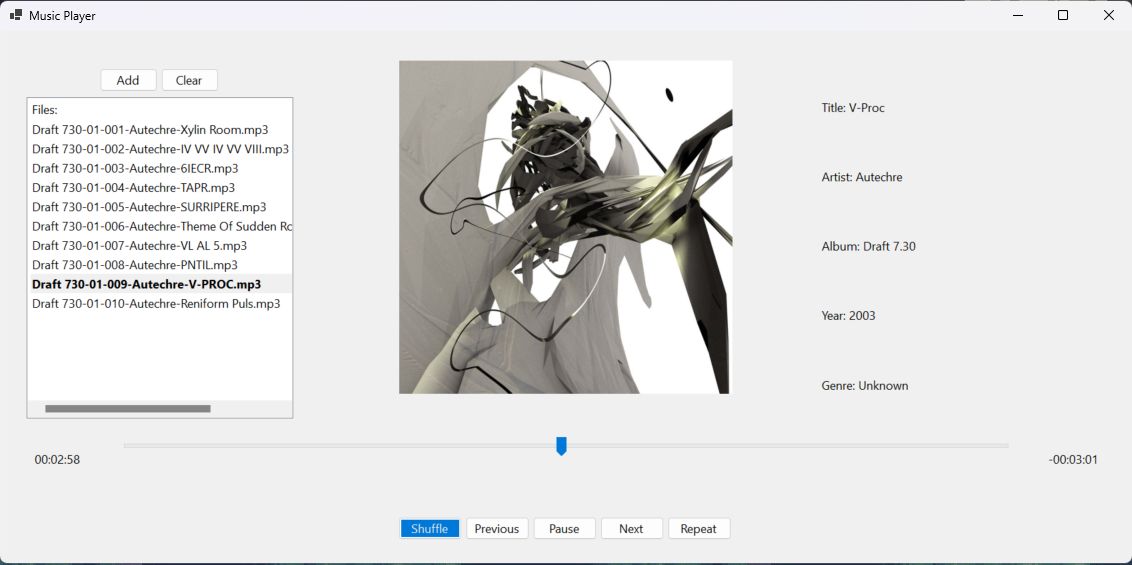 Music Player
Add Clear
Files:
Draft 730-01-001-Autechre-Xylin Room.mp3
Draft 730-01-002-Autechre-IV VV IV VV VIII.mp3
Draft 730-01-003-Autechre-6IECR.mp3
Draft 730-01-004-Autechre-TAPR.mp3
Draft 730-01-005-Autechre-SURRIPERE.mp3
Draft 730-01-006-Autechre-Theme Of Sudden Ro
Draft 730-01-007-Autechre-VL AL 5.mp3
Draft 730-01-008-Autechre-PNTIL.mp3
Draft 730-01-009-Autechre-V-PROC.mp3
Draft 730-01-010-Autechre-Reniform Puls.mp3
Title: V-Proc
Artist: Autechre
Album: Draft 7.30
Year: 2003
Genre: Unknown
00:02:58 -00:03:01
Shuffle Previous Pause Next Repeat